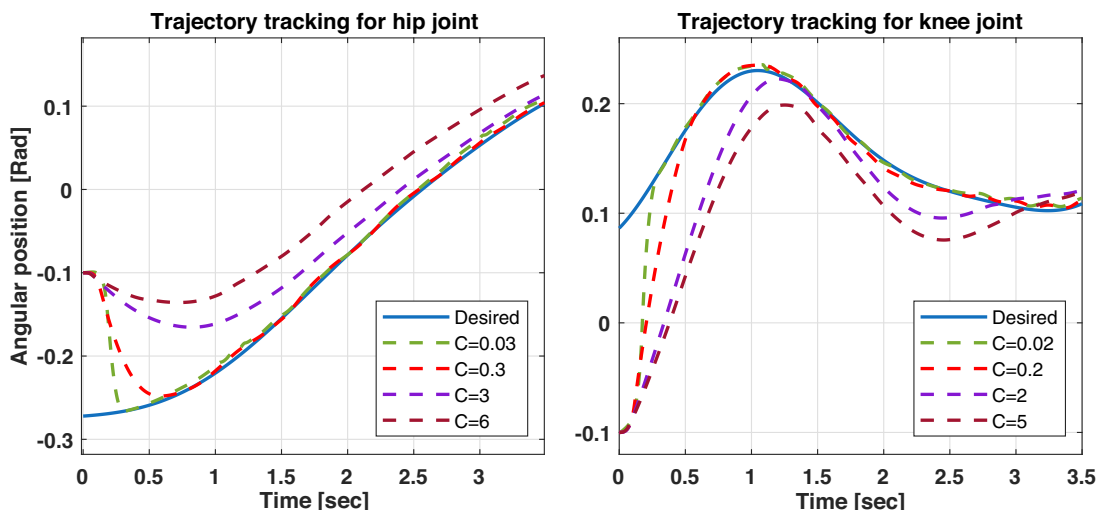 Trajectory tracking for hip joint
Angular position [Rad]
0.1
0
-0.1
-0.2
-0.3
0
0.5
1
1.5
2
2.5
3
Time [sec]
Desired
C=0.03
C=0.3
C=3
C=6
Trajectory tracking for knee joint
0.2
0.1
0
-0.1
0
0.5
1
1.5
2
2.5
3
3.5
Time [sec]
Desired
C=0.02
C=0.2
C=2
C=5